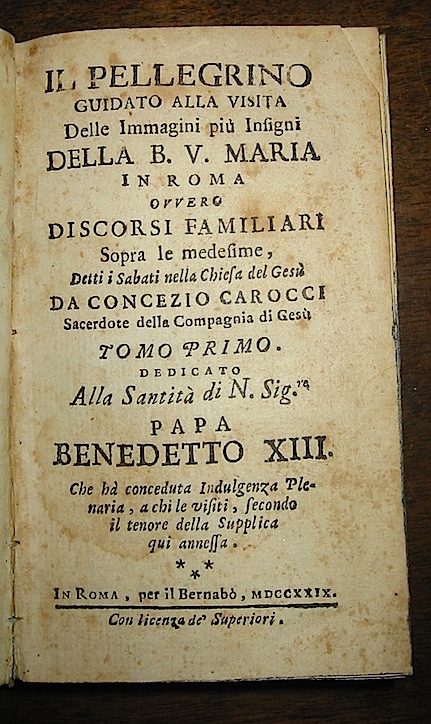 IL PELLEGRINO
GUIDATO ALLA VISITA
Delle Immagini più Inſigni
DELLA B. V. MARIA
IN ROMA
OVVERO
DISCORSI FAMILIARI
Sopra le medeſime,
Detti i Sabati nella Chieſa del Gesù
DA CONCEZIO CAROCCI
Sacerdote della Compagnia di Gesù
TOMO PRIMO.
DEDICATO
Alla Santità di N. Sig.re
PAPA
BENEDETTO XIII.
Che hà conceduta Indulgenza Ple-
naria, a chi le viſiti, ſecondo
il tenore della Supplica
qui anneſſa.
***
IN ROMA, per il Bernabò, MDCCXXIX.
Con licenza de' Superiori.